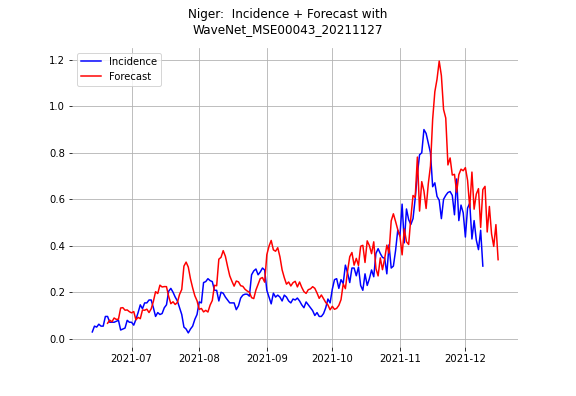 Niger:  Incidence + Forecast with
WaveNet_MSE00043_20211127
Incidence
Forecast
1.2
1.0
0.8
0.6
0.4
0.2
0.0
2021-07 2021-08 2021-09 2021-10 2021-11 2021-12